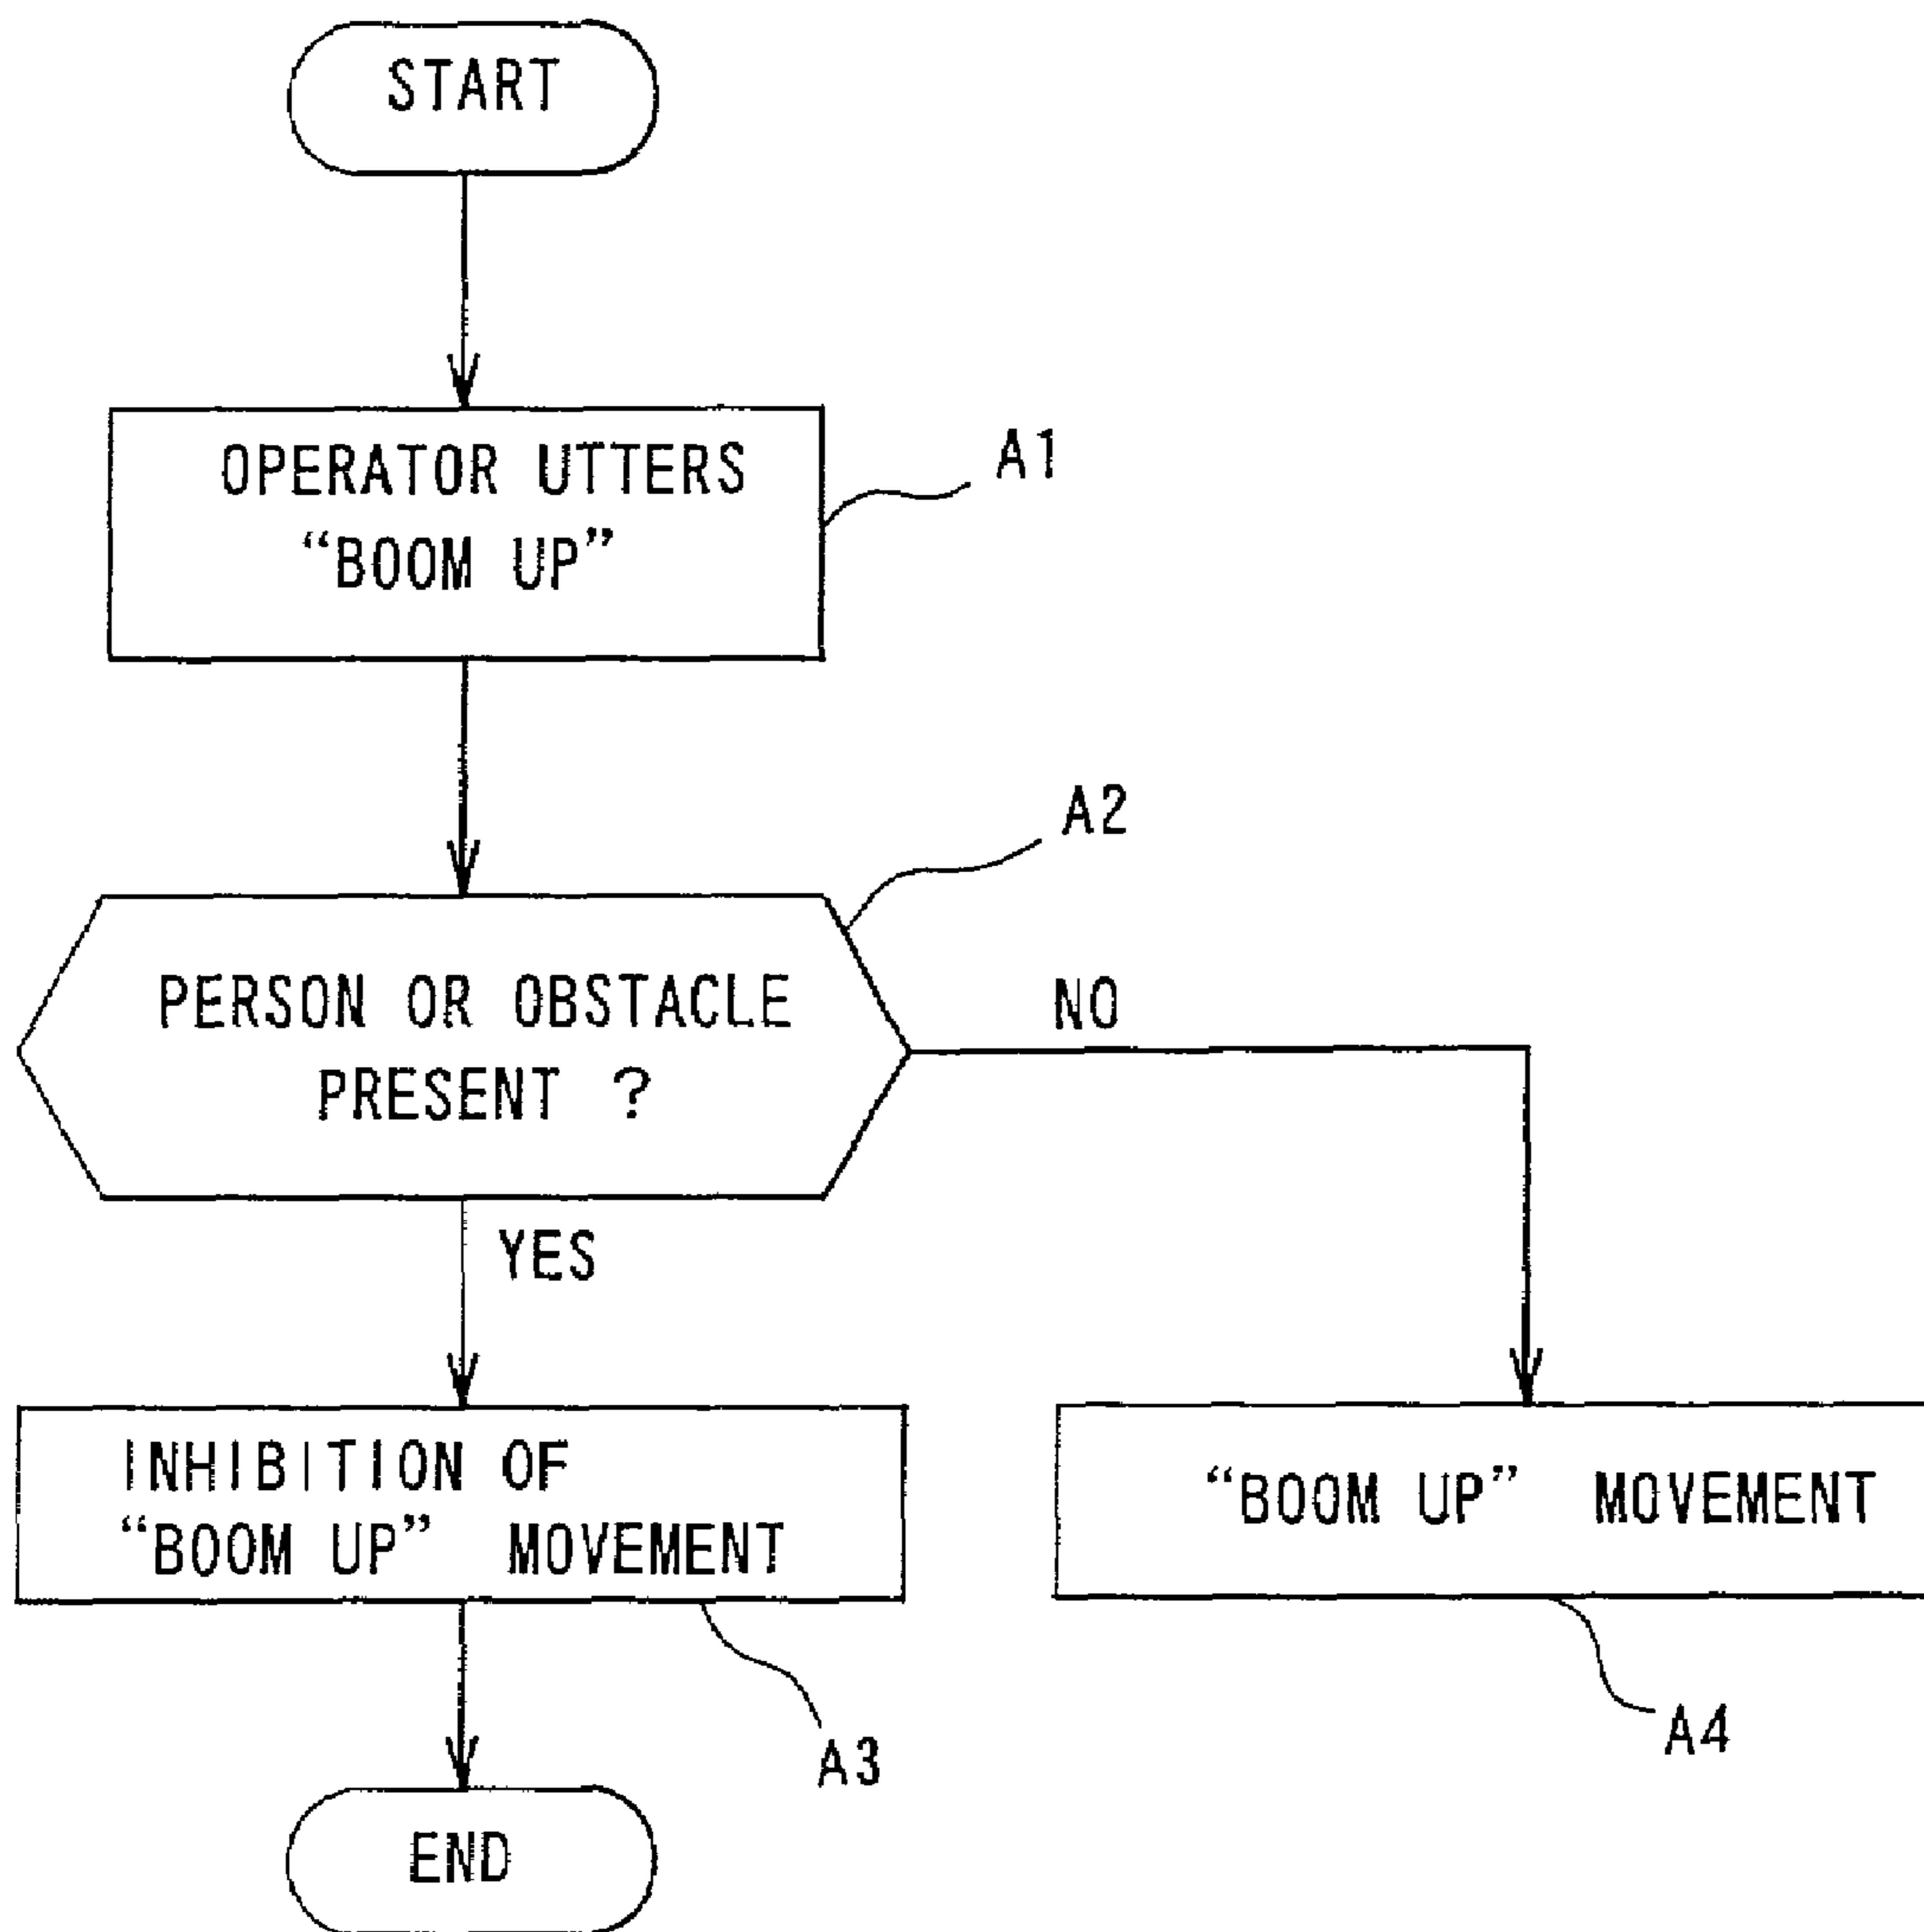 START
OPERATOR UTTERS
“BOOM UP”
A1
A2
PERSON OR OBSTACLE
PRESENT ?
NO
YES
INHIBITION OF
“BOOM UP” MOVEMENT
“BOOM UP” MOVEMENT
A3
A4
END